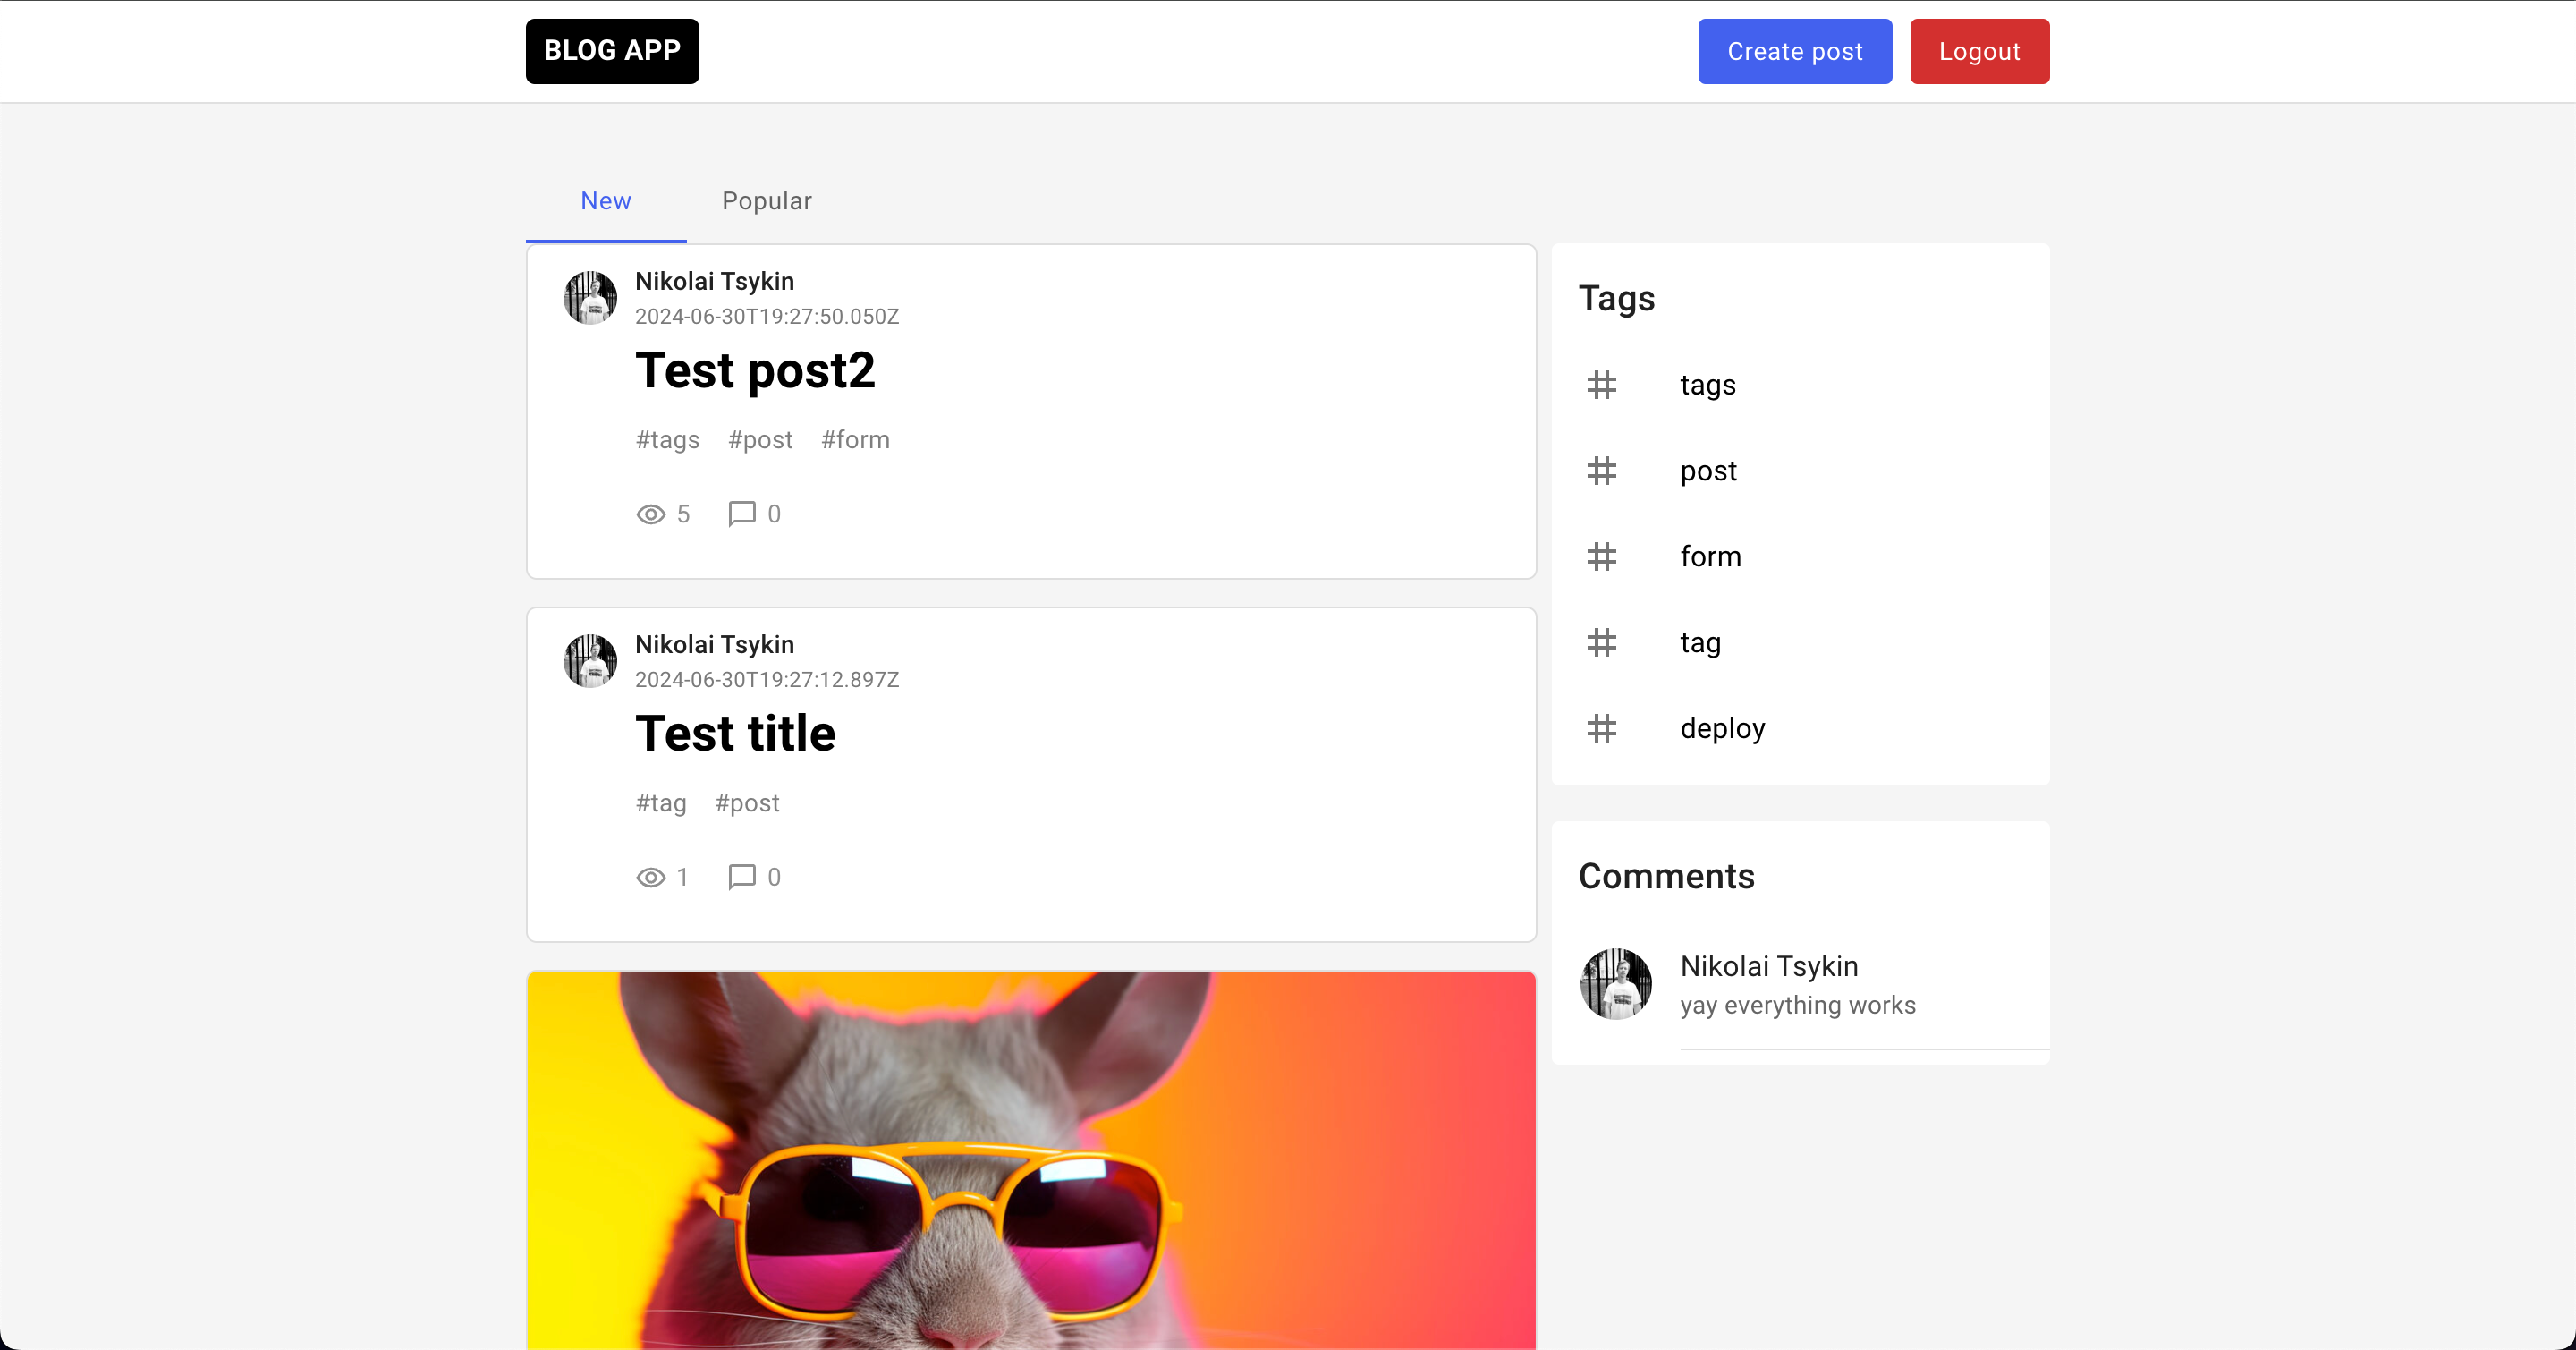 BLOG APP
Create post
Logout
New
Popular
Nikolai Tsykin
2024-06-30T19:27:50.050Z
Test post2
#tags #post #form
5 0
Nikolai Tsykin
2024-06-30T19:27:12.897Z
Test title
#tag #post
1 0
Tags
# tags
# post
# form
# tag
# deploy
Comments
Nikolai Tsykin
yay everything works